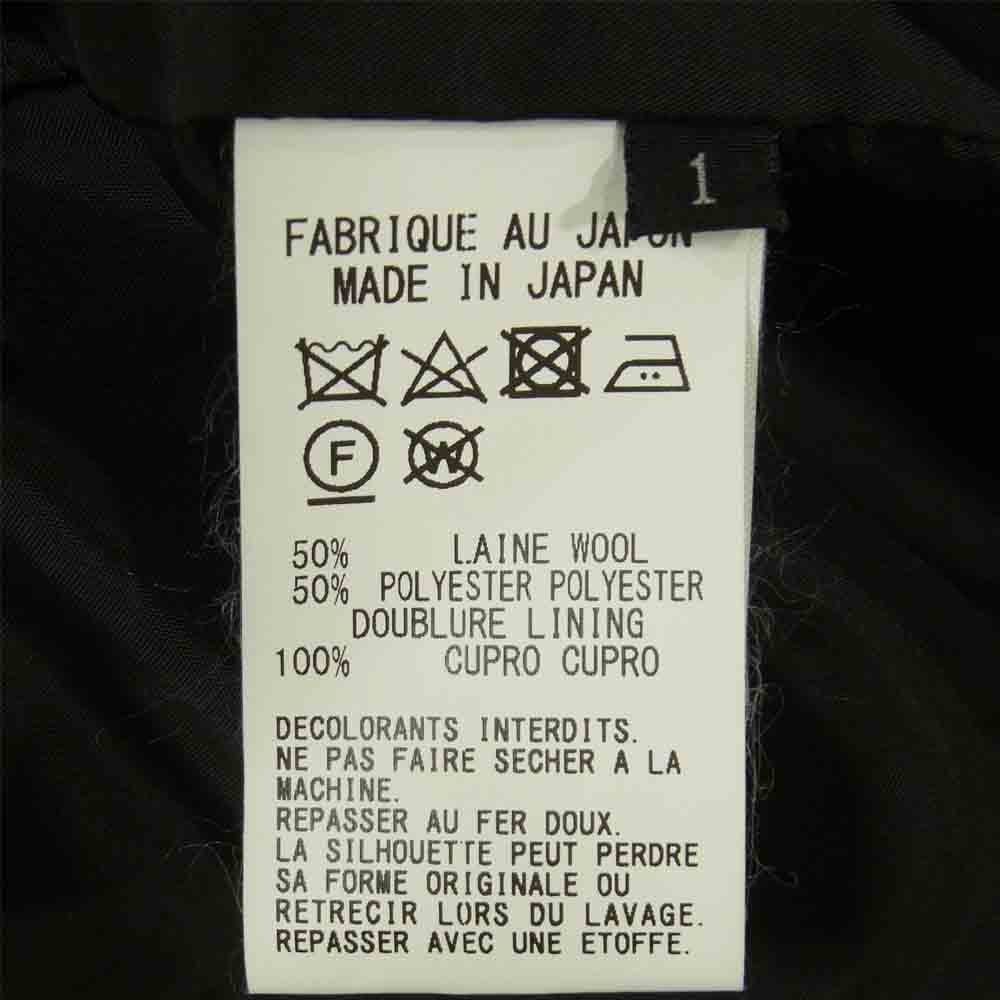 1
FABRIQUE AU JAPON
MADE IN JAPAN
F
W
50% LAINE WOOL
50% POLYESTER POLYESTER
DOUBLURE LINING
100% CUPRO CUPRO
DECOLORANTS INTERDITS.
NE PAS FAIRE SECHER A LA
MACHINE.
REPASSER AU FER DOUX.
LA SILHOUETTE PEUT PERDRE
SA FORME ORIGINALE OU
RETRECIR LORS DU LAVAGE.
REPASSER AVEC UNE ETOFFE.